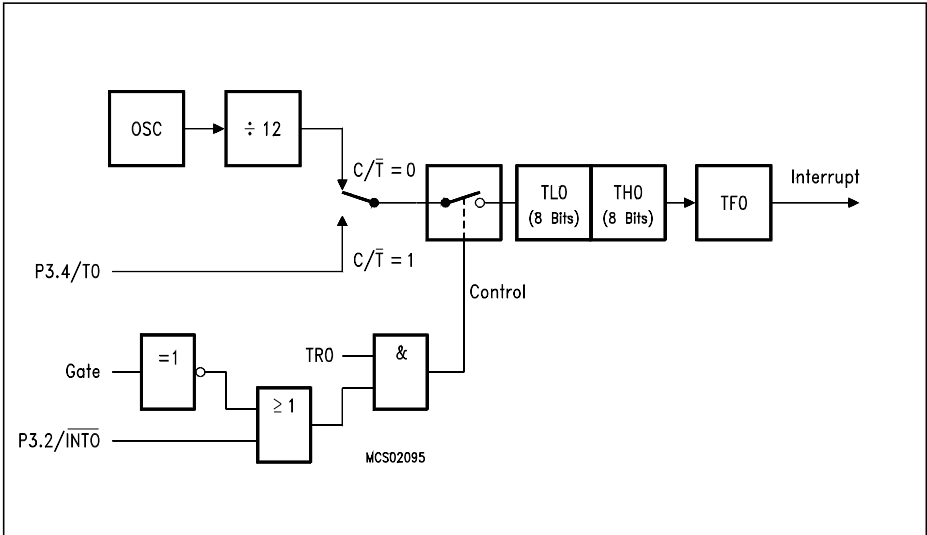 OSC
÷ 12
C/T̅ = 0
TL0
(8 Bits)
TH0
(8 Bits)
TF0
Interrupt
P3.4/T0
C/T̅ = 1
Control
Gate
=1
TR0
&
≥ 1
P3.2/I̅N̅T̅0̅
MCS02095